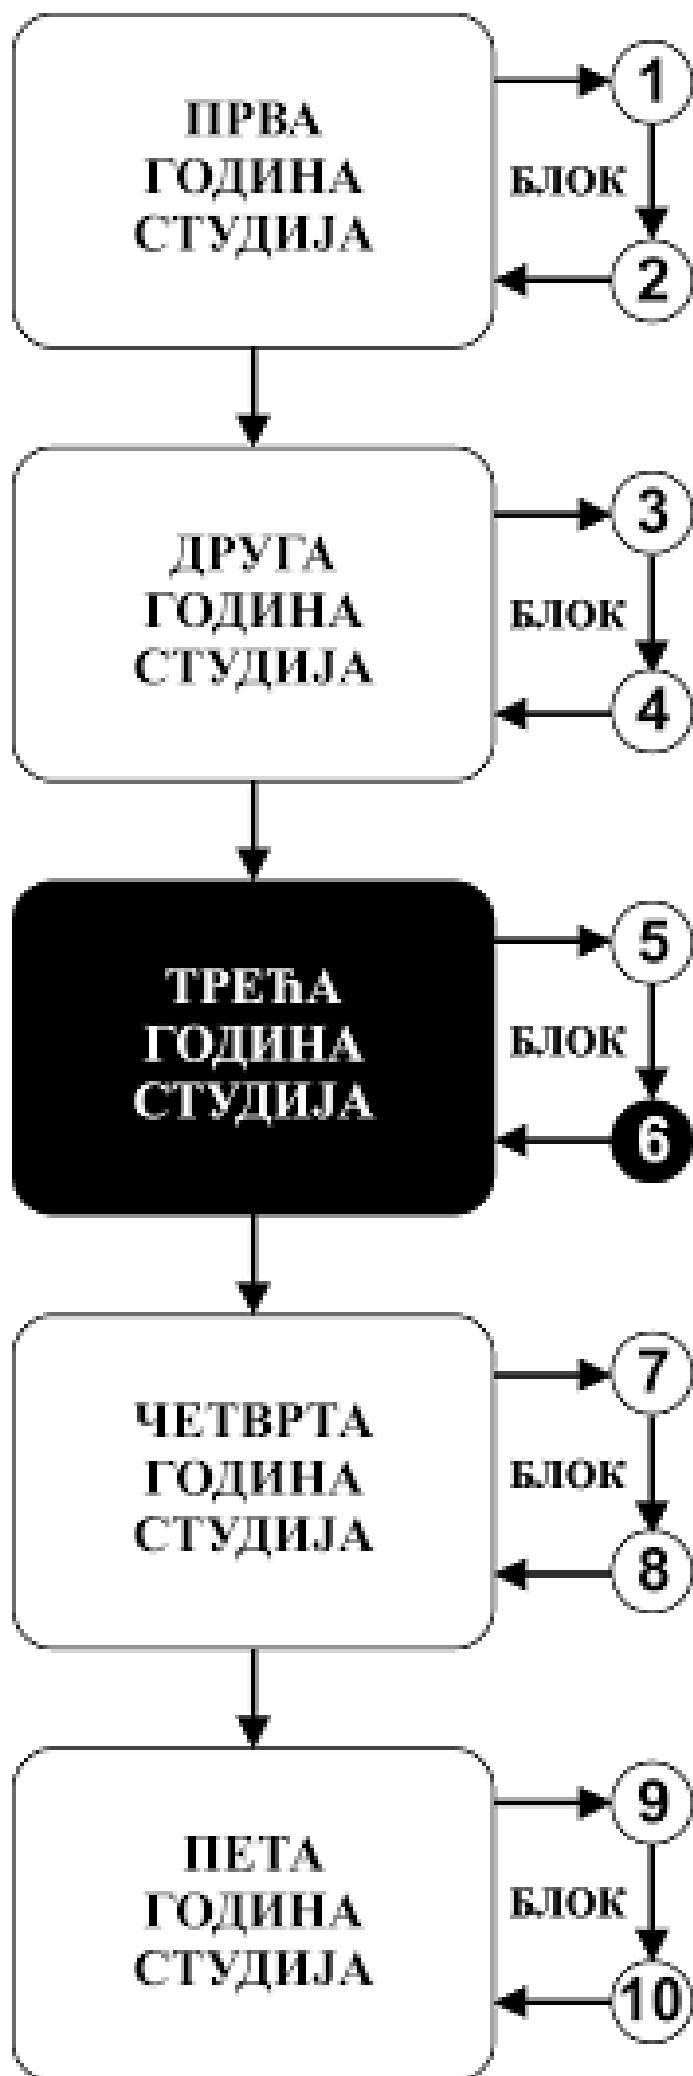 ПРВА
ГОДИНА
СТУДИЈА
1
БЛОК
2
ДРУГА
ГОДИНА
СТУДИЈА
3
БЛОК
4
ТРЕЋА
ГОДИНА
СТУДИЈА
5
БЛОК
6
ЧЕТВРТА
ГОДИНА
СТУДИЈА
7
БЛОК
8
ПЕТА
ГОДИНА
СТУДИЈА
9
БЛОК
10